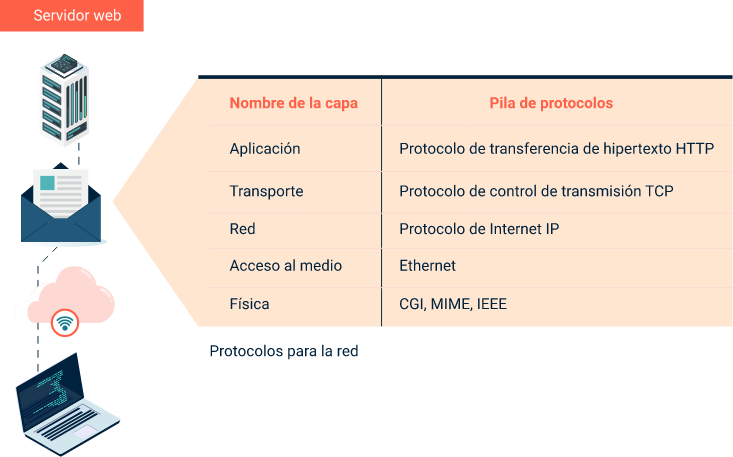 Servidor web
Nombre de la capa Pila de protocolos
Aplicación Protocolo de transferencia de hipertexto HTTP
Transporte Protocolo de control de transmisión TCP
Red Protocolo de Internet IP
Acceso al medio Ethernet
Física CGI, MIME, IEEE
Protocolos para la red